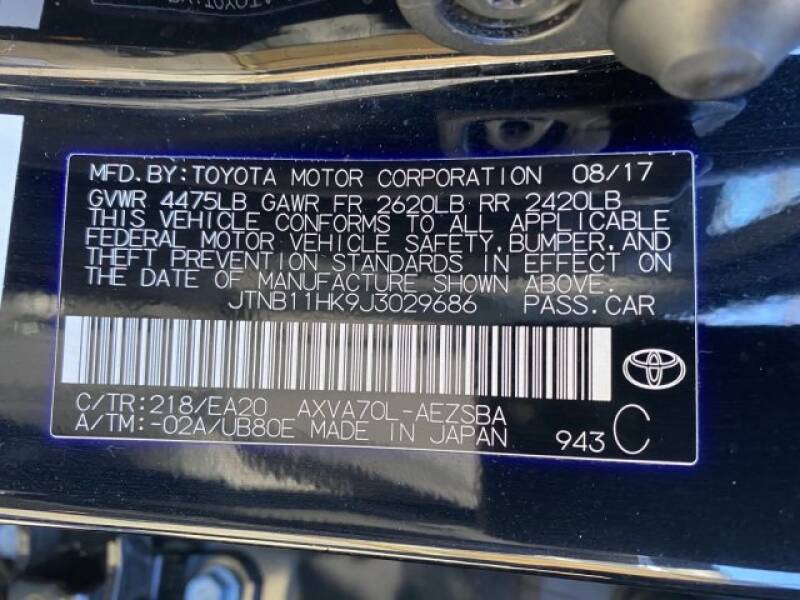 MFD.BY:TOYOTA MOTOR CORPORATION 08/17
GVWR 4475LB GAWR FR 2620LB RR 2420LB
THIS VEHICLE CONFORMS TO ALL APPLICABLE
FEDERAL MOTOR VEHICLE SAFETY,BUMPER,AND
THEFT PREVENTION STANDARDS IN EFFECT ON
THE DATE OF MANUFACTURE SHOWN ABOVE.
JTNB11HK9J3029686 PASS.CAR
C/TR:218/EA20 AXVA70L-AEZSBA
A/TM:-02A/UB80E MADE IN JAPAN 943 C